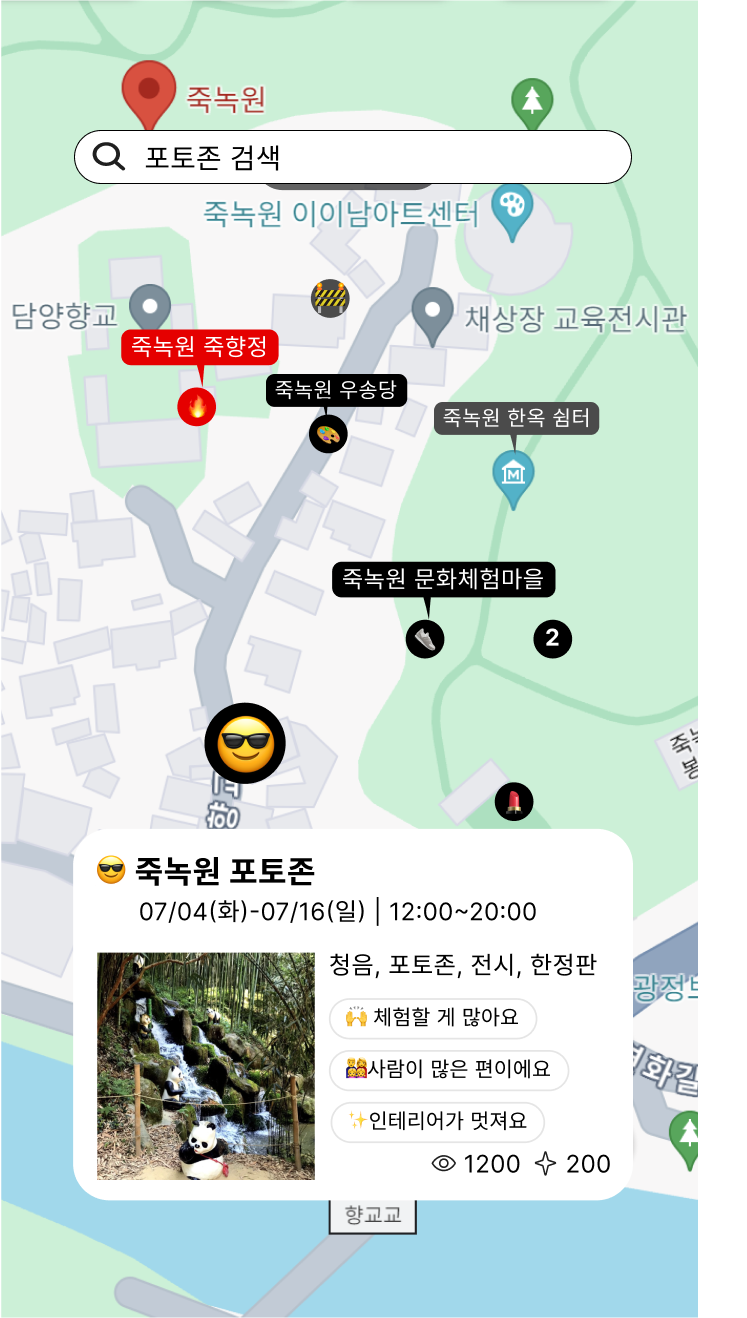 죽녹원
포토존 검색
죽녹원 이이남아트센터
담양향교
채상장 교육전시관
죽녹원 죽향정
죽녹원 우송당
죽녹원 한옥 쉼터
M
죽녹원 문화체험마을
2
😎 죽녹원 포토존
07/04(화)-07/16(일) | 12:00~20:00
청음, 포토존, 전시, 한정판
🙌 체험할 게 많아요
사람이 많은 편이에요
✨인테리어가 멋져요
1200 200
향교교